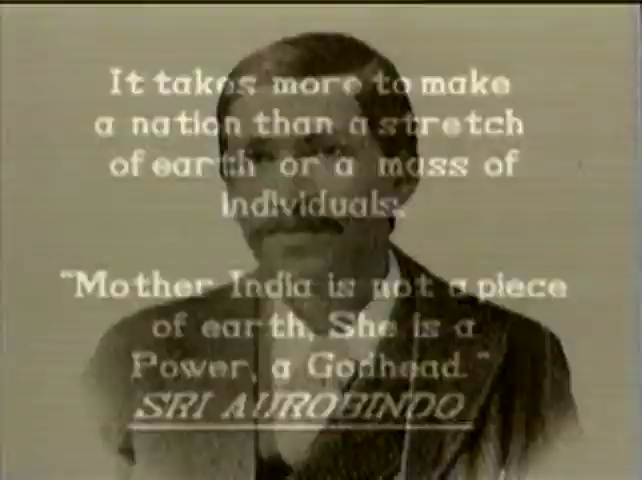 It takes more to make
a nation than a stretch
of earth or a mass of
individuals.
"Mother India is not a piece
of earth, She is a
Power, a Godhead."
SRI AUROBINDO